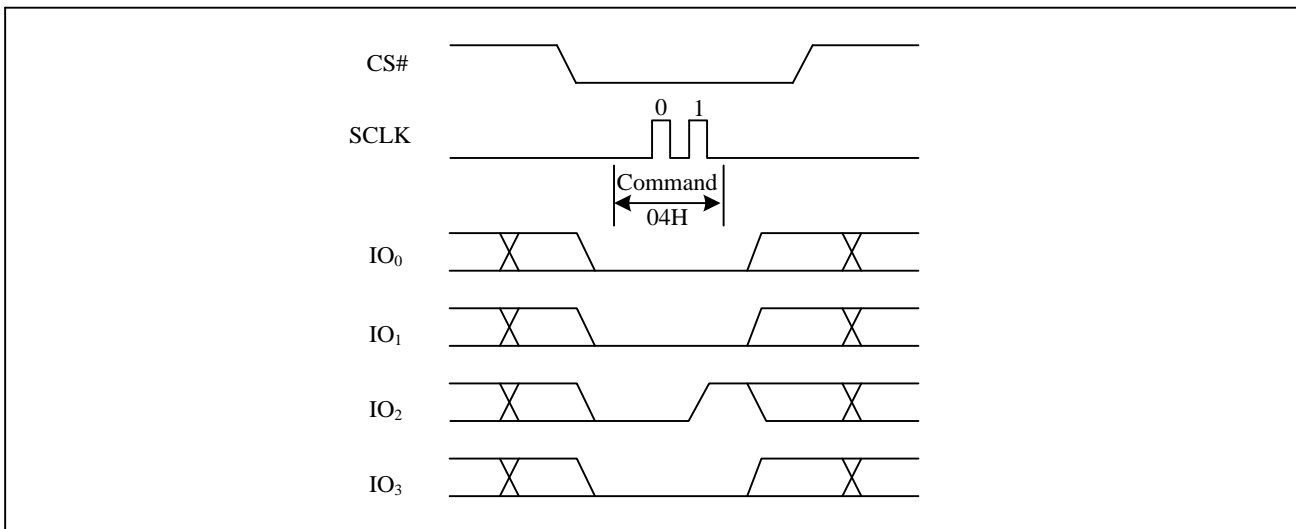 CS#
0 1
SCLK
Command
04H
IO₀
IO₁
IO₂
IO₃